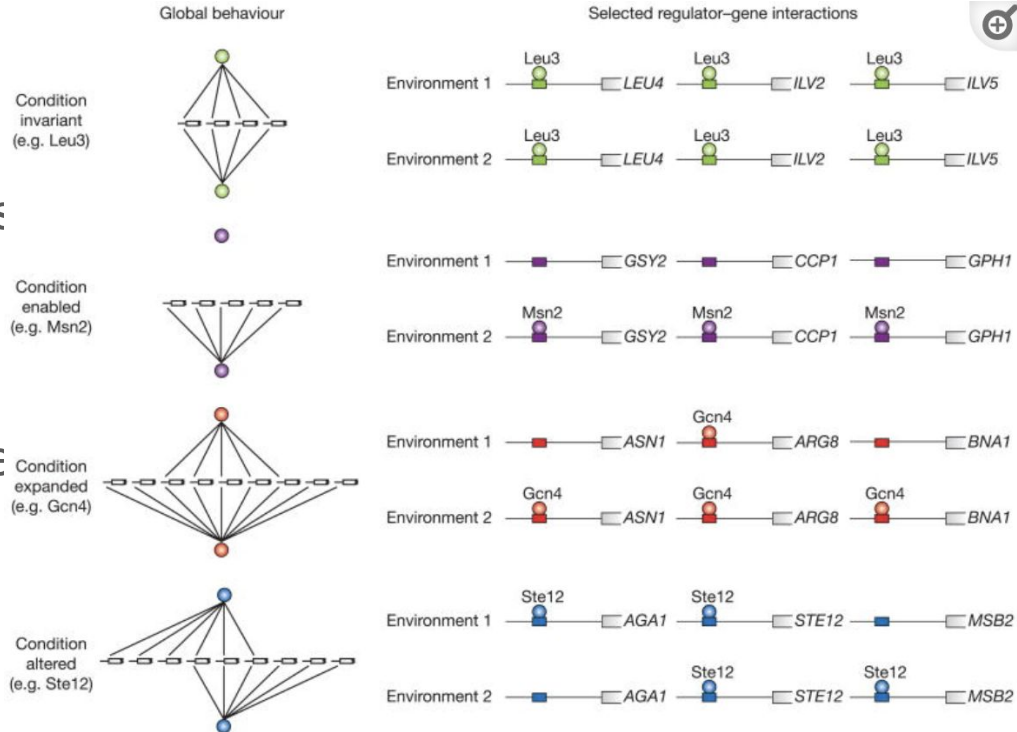 Global behaviour
Selected regulator–gene interactions
Condition
invariant
(e.g. Leu3)
Leu3 Leu3 Leu3
Environment 1 LEU4 ILV2 ILV5
Leu3 Leu3 Leu3
Environment 2 LEU4 ILV2 ILV5
Condition
enabled
(e.g. Msn2)
Environment 1 GSY2 CCP1 GPH1
Msn2 Msn2 Msn2
Environment 2 GSY2 CCP1 GPH1
Condition
expanded
(e.g. Gcn4)
Gcn4
Environment 1 ASN1 ARG8 BNA1
Gcn4 Gcn4 Gcn4
Environment 2 ASN1 ARG8 BNA1
Condition
altered
(e.g. Ste12)
Ste12 Ste12
Environment 1 AGA1 STE12 MSB2
Ste12 Ste12
Environment 2 AGA1 STE12 MSB2